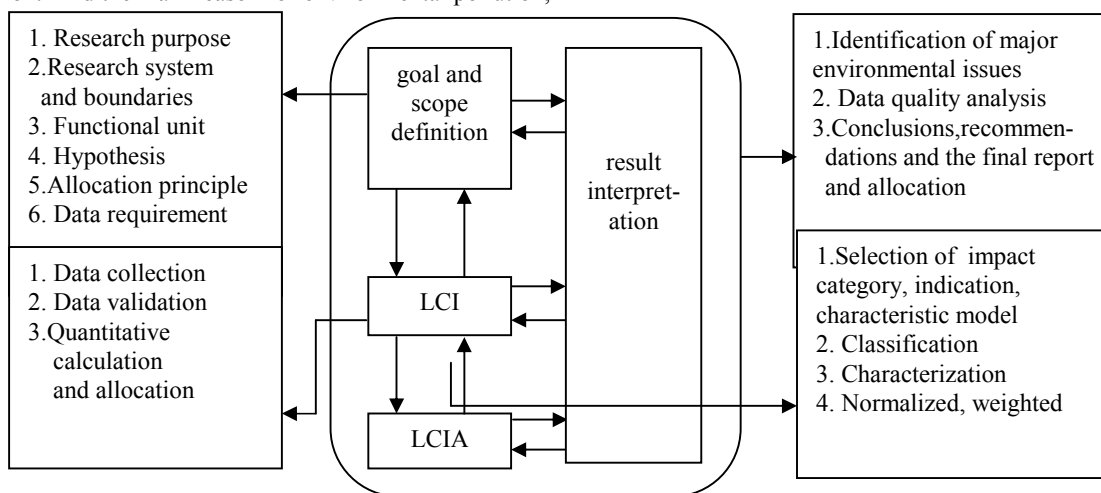 1. Research purpose
2.Research system
and boundaries
3. Functional unit
4. Hypothesis
5.Allocation principle
6. Data requirement
1. Data collection
2. Data validation
3.Quantitative
calculation
and allocation
goal and
scope
definition
LCI
LCIA
result
interpret-
ation
1.Identification of major
environmental issues
2. Data quality analysis
3.Conclusions,recommen-
dations and the final report
and allocation
1.Selection of impact
category, indication,
characteristic model
2. Classification
3. Characterization
4. Normalized, weighted